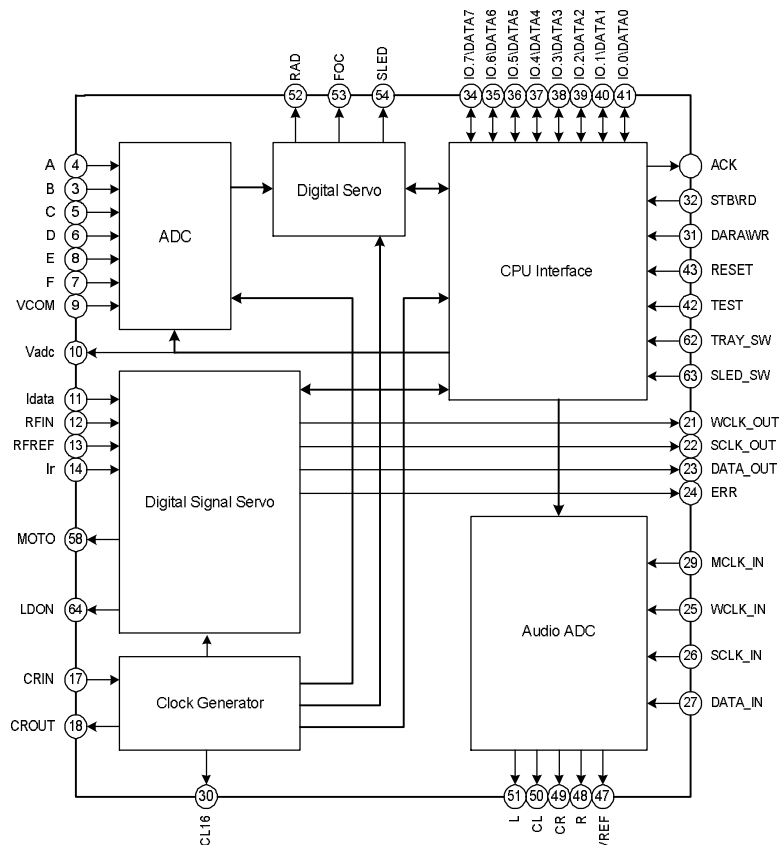 RAD
FOC
SLED
IO.7\DATA7
IO.6\DATA6
IO.5\DATA5
IO.4\DATA4
IO.3\DATA3
IO.2\DATA2
IO.1\DATA1
IO.0\DATA0
52
53
54
34
35
36
37
38
39
40
41
A
4
B
3
C
5
D
6
E
8
F
7
VCOM
9
Vadc
10
Idata
11
RFIN
12
RFREF
13
Ir
14
MOTO
58
LDON
64
CRIN
17
CROUT
18
ADC
Digital Servo
CPU Interface
Digital Signal Servo
Clock Generator
Audio ADC
ACK
32
STB\RD
31
DARA\WR
43
RESET
42
TEST
62
TRAY_SW
63
SLED_SW
21
WCLK_OUT
22
SCLK_OUT
23
DATA_OUT
24
ERR
29
MCLK_IN
25
WCLK_IN
26
SCLK_IN
27
DATA_IN
30
51
50
49
48
47
CL16
L
CL
CR
R
VREF